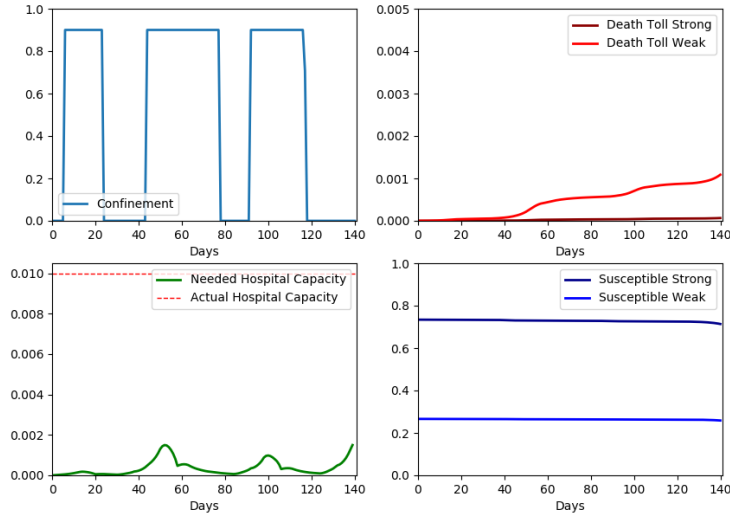 1.0
0.8
0.6
0.4
0.2
0.0
Confinement
0 20 40 60 80 100 120 140
Days
0.005
0.004
0.003
0.002
0.001
0.000
Death Toll Strong
Death Toll Weak
0 20 40 60 80 100 120 140
Days
0.010
0.008
0.006
0.004
0.002
0.000
Needed Hospital Capacity
Actual Hospital Capacity
0 20 40 60 80 100 120 140
Days
1.0
0.8
0.6
0.4
0.2
0.0
Susceptible Strong
Susceptible Weak
0 20 40 60 80 100 120 140
Days